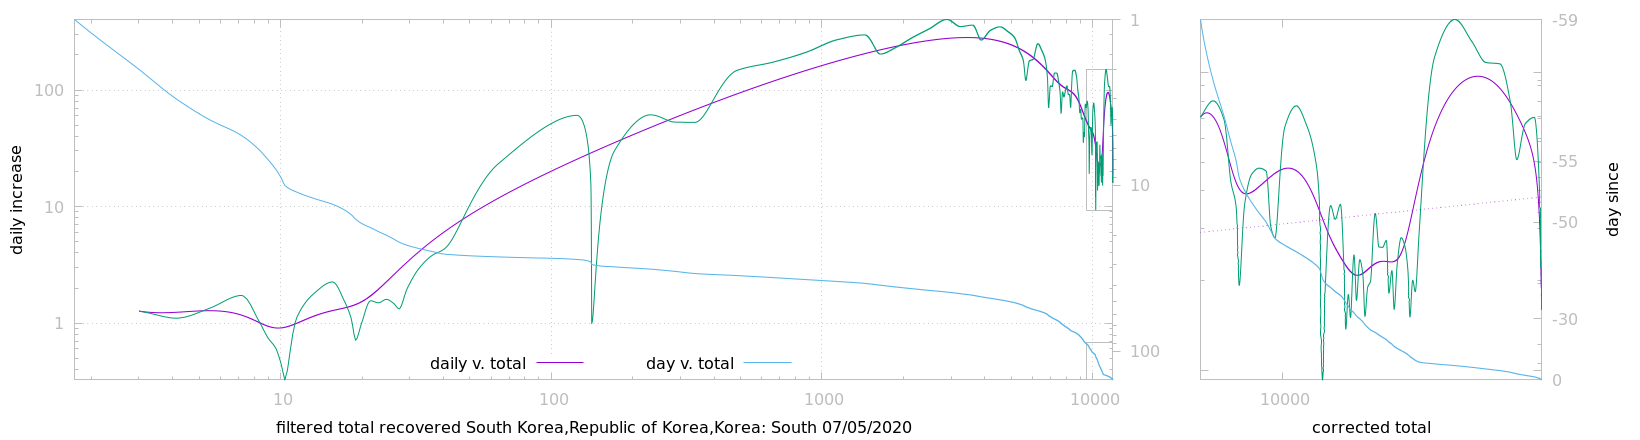 daily increase
100
10
1
daily v. total
day v. total
1
10
100
10
100
1000
10000
filtered total recovered South Korea,Republic of Korea,Korea: South 07/05/2020
-59
-55
-50
-30
0
day since
10000
corrected total